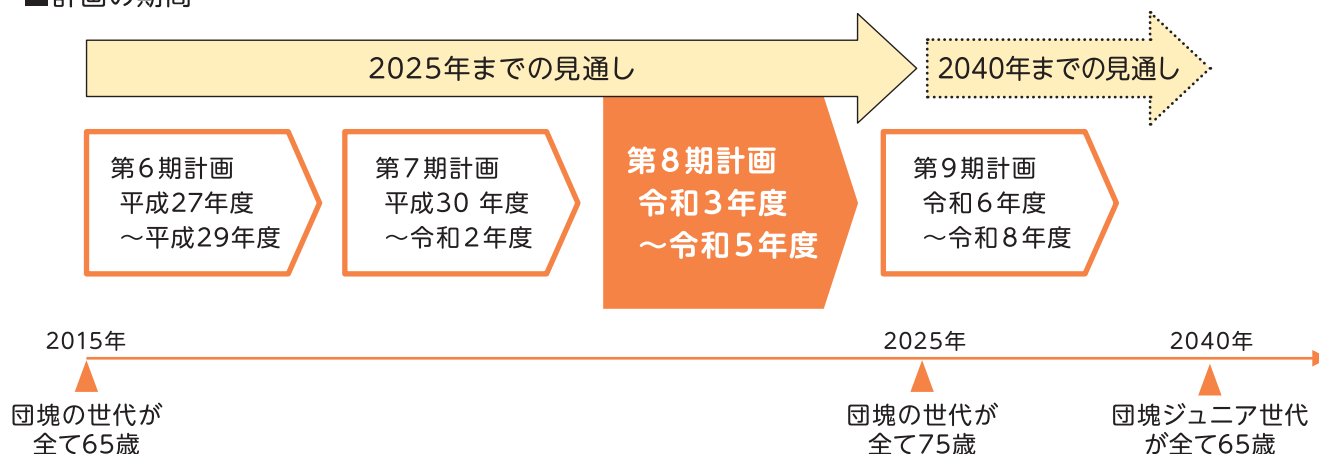 ■計画の期間
2025年までの見通し
2040年までの見通し
第6期計画
平成27年度
～平成29年度
第7期計画
平成30 年度
～令和2年度
第8期計画
令和3年度
～令和5年度
第9期計画
令和6年度
～令和8年度
2015年
2025年
2040年
団塊の世代が
全て65歳
団塊の世代が
全て75歳
団塊ジュニア世代
が全て65歳